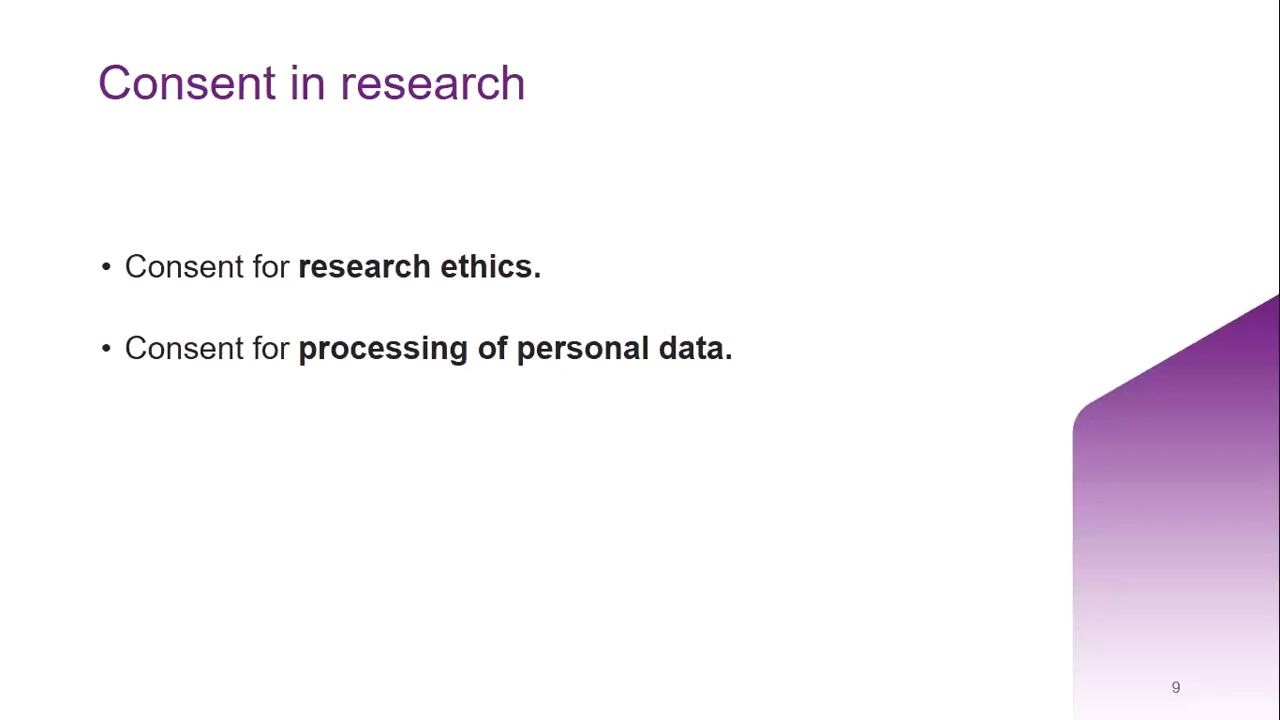 Consent in research
• Consent for research ethics.
• Consent for processing of personal data.
9